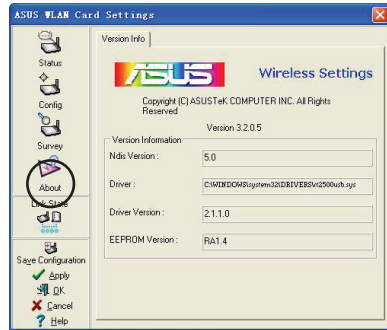 ASUS WLAN Card Settings
Status
Config
Survey
About
Link State
Save Configuration
Apply
OK
Cancel
Help
Version Info
/SUS
Wireless Settings
Copyright (C) ASUSTeK COMPUTER INC. All Rights
Reserved
Version 3.2.0.5
Version Information
Ndis Version : 5.0
Driver : C:\WINDOWS\system32\DRIVERS\rt2500usb.sys
Driver Version : 2.1.1.0
EEPROM Version : RA1.4